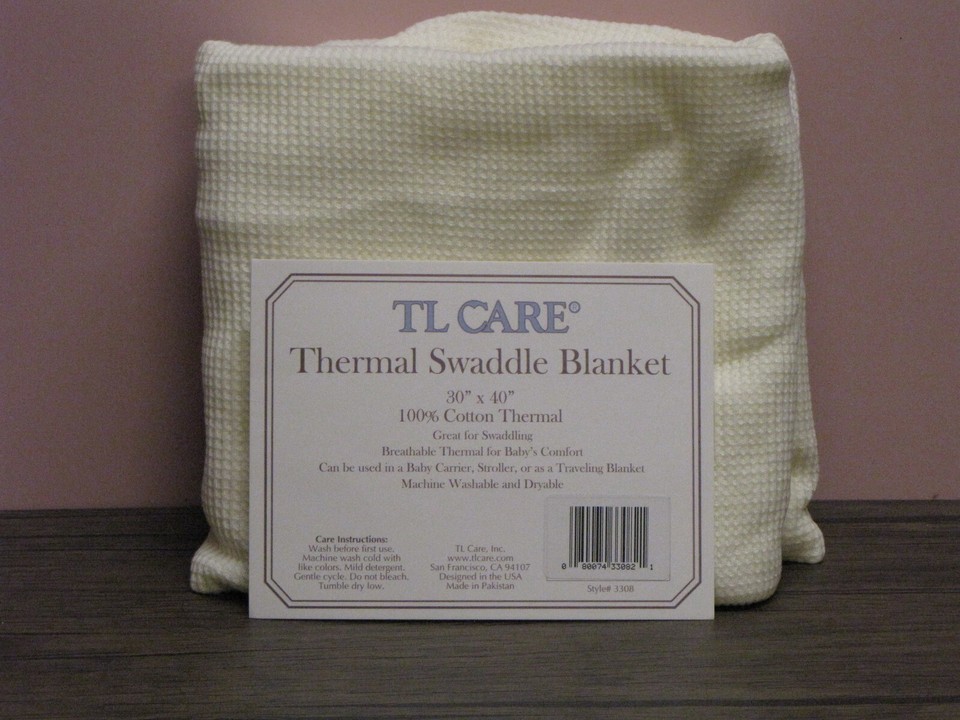 TL CARE®
Thermal Swaddle Blanket
30" x 40"
100% Cotton Thermal
Great for Swaddling
Breathable Thermal for Baby's Comfort
Can be used in a Baby Carrier, Stroller, or as a Traveling Blanket
Machine Washable and Dryable
Care Instructions:
Wash before first use.
Machine wash cold with
like colors. Mild detergent.
Gentle cycle. Do not bleach.
Tumble dry low.
TL Care, Inc.
www.tlcare.com
San Francisco, CA 94107
Designed in the USA
Made in Pakistan
0 80074 33082 1
Style# 3308